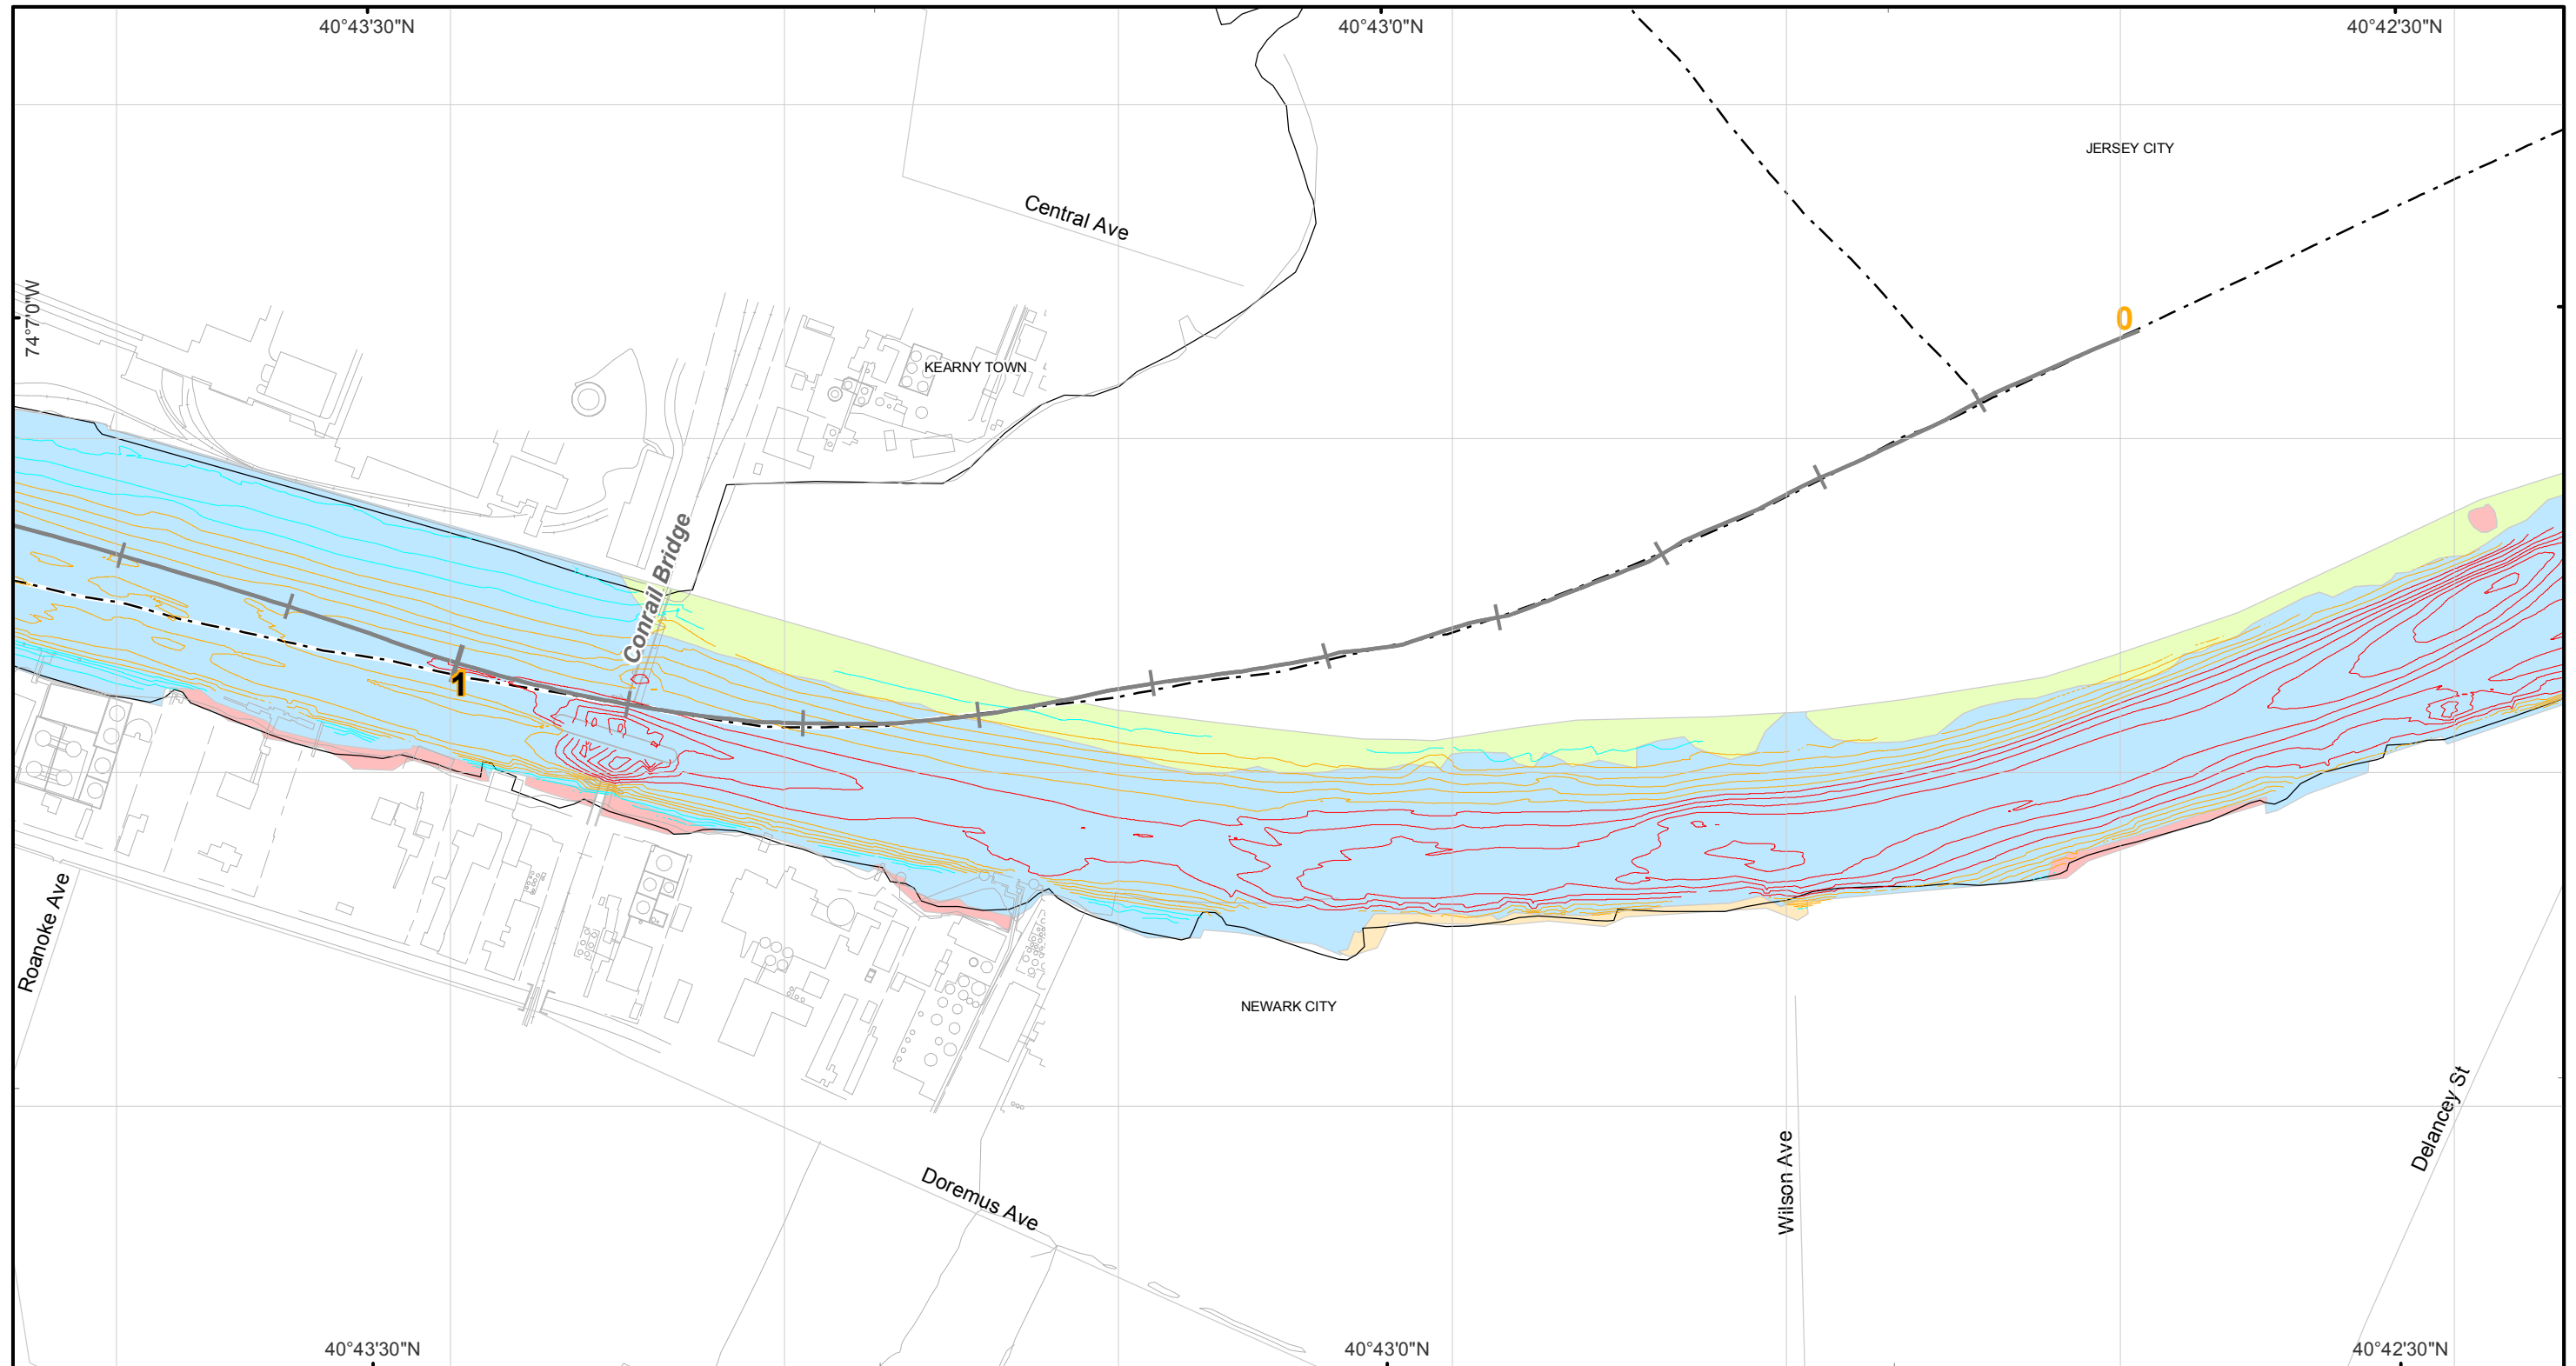 40°43'30"N
40°43'0"N
40°42'30"N
JERSEY CITY
Central Ave
74°7'0"W
0
KEARNY TOWN
Conrail Bridge
1
Roanoke Ave
NEWARK CITY
Delancey St
Wilson Ave
Doremus Ave
40°43'30"N
40°43'0"N
40°42'30"N